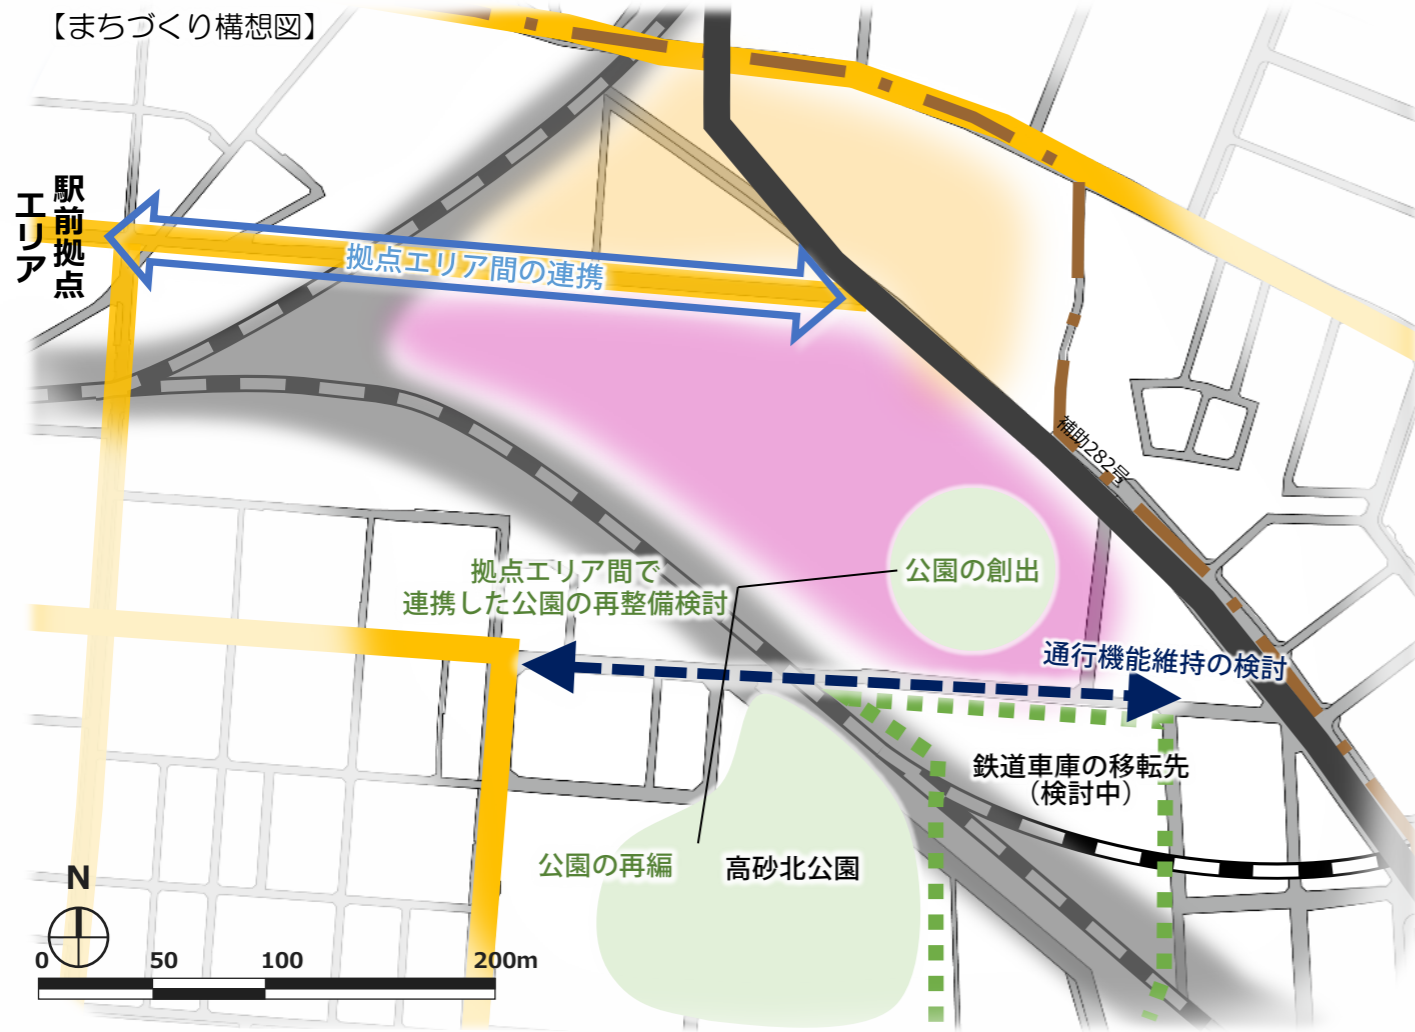 【まちづくり構想図】
駅前拠点
エリア
拠点エリア間の連携
補助282号
拠点エリア間で
連携した公園の再整備検討
公園の創出
通行機能維持の検討
鉄道車庫の移転先
（検討中）
公園の再編
高砂北公園
N
0 50 100 200m